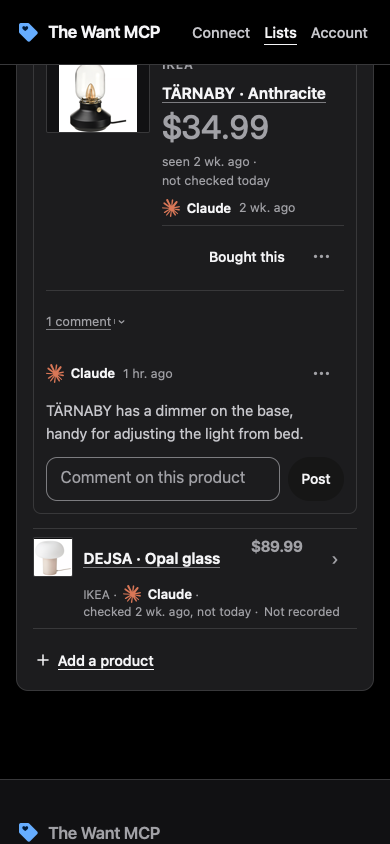 The Want MCP Connect Lists Account
IKEA
TÄRNABY · Anthracite
$34.99
seen 2 wk. ago ·
not checked today
Claude 2 wk. ago
Bought this ···
1 comment
Claude 1 hr. ago ···
TÄRNABY has a dimmer on the base,
handy for adjusting the light from bed.
Comment on this product Post
DEJSA · Opal glass $89.99 ›
IKEA · Claude ·
checked 2 wk. ago, not today · Not recorded
+ Add a product
The Want MCP